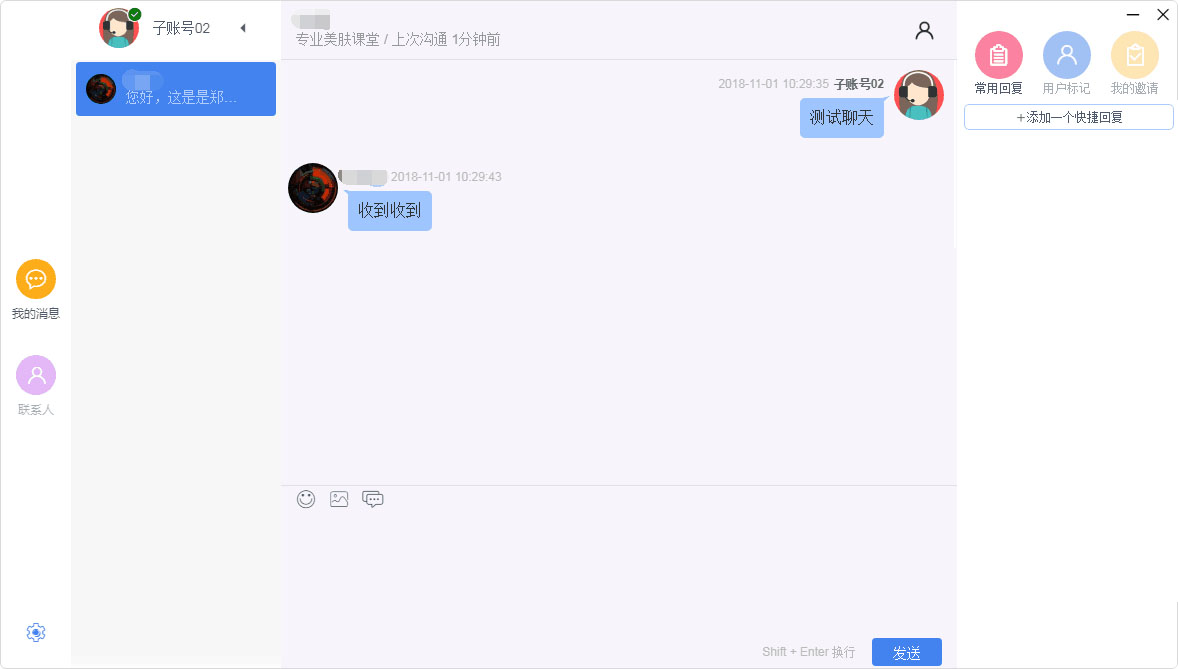 子账号02
您好，这是是郑...
我的消息
联系人
专业美肤课堂 / 上次沟通 1分钟前
2018-11-01 10:29:35 子账号02
测试聊天
2018-11-01 10:29:43
收到收到
Shift + Enter 换行
发送
常用回复
用户标记
我的邀请
+添加一个快捷回复